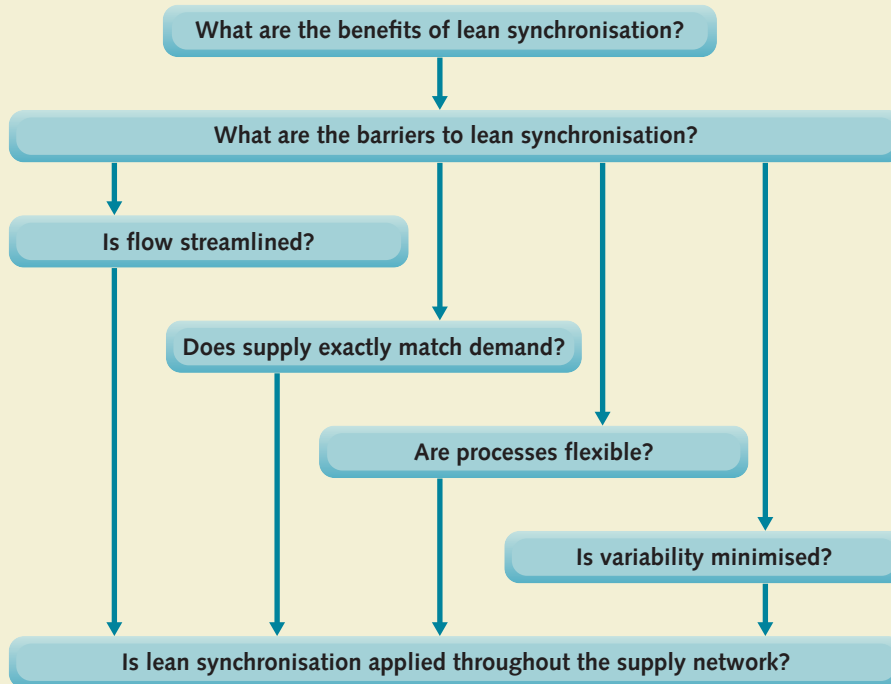 What are the benefits of lean synchronisation?
What are the barriers to lean synchronisation?
Is flow streamlined?
Does supply exactly match demand?
Are processes flexible?
Is variability minimised?
Is lean synchronisation applied throughout the supply network?